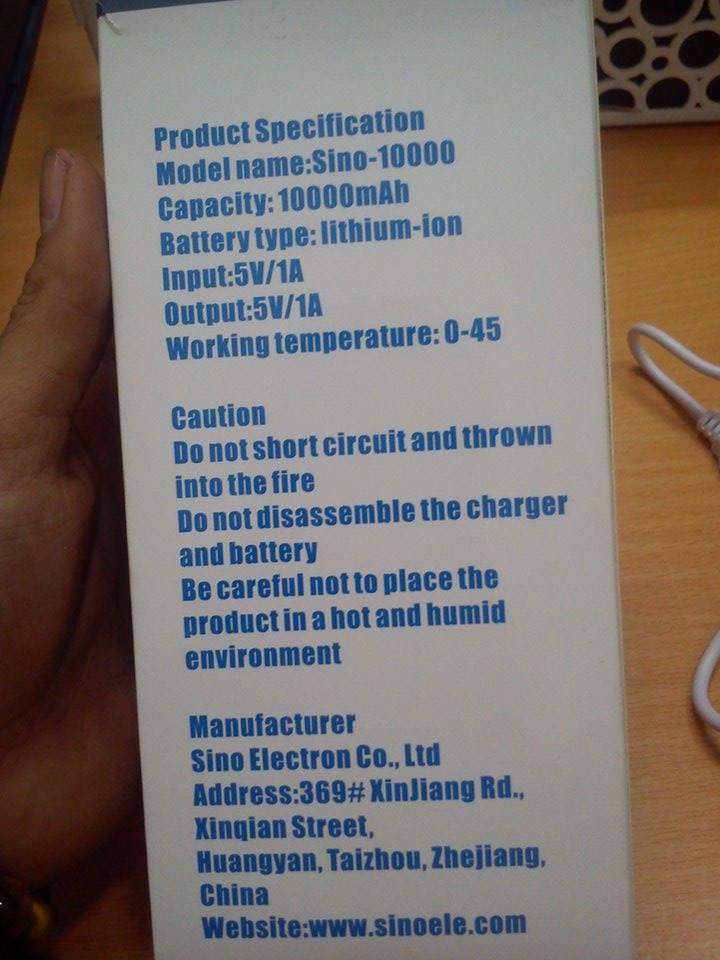 Product Specification
Model name:Sino-10000
Capacity: 10000mAh
Battery type: lithium-ion
Input:5V/1A
Output:5V/1A
Working temperature: 0-45
Caution
Do not short circuit and thrown
into the fire
Do not disassemble the charger
and battery
Be careful not to place the
product in a hot and humid
environment
Manufacturer
Sino Electron Co., Ltd
Address:369# XinJiang Rd.,
Xinqian Street,
Huangyan, Taizhou, Zhejiang,
China
Website:www.sinoele.com